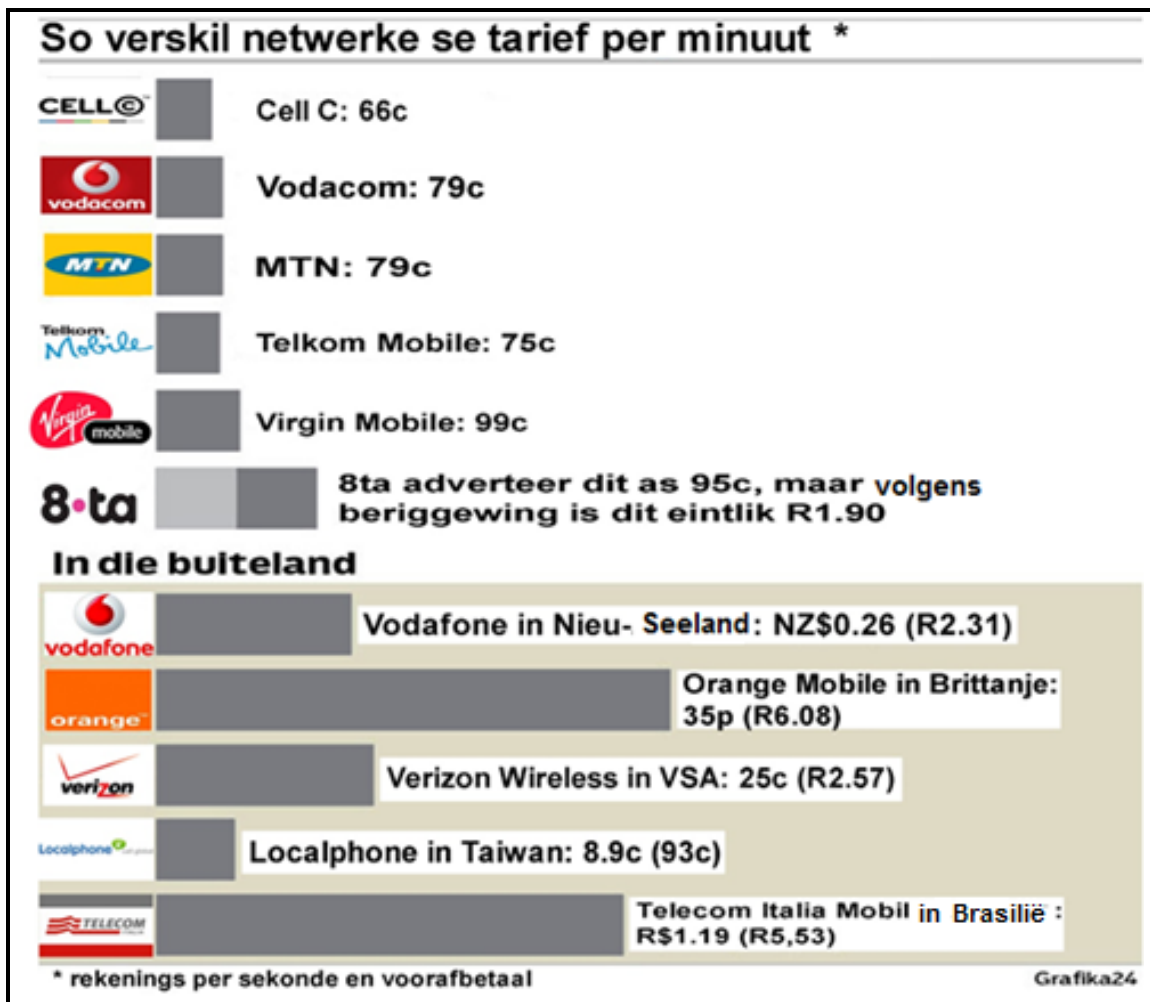 So verskil netwerke se tarief per minuut *
CELL C™
Cell C: 66c
vodacom
Vodacom: 79c
MTN
MTN: 79c
Telkom
Mobile
Telkom Mobile: 75c
Virgin
mobile
Virgin Mobile: 99c
8•ta
8ta adverteer dit as 95c, maar volgens
beriggewing is dit eintlik R1.90
In die buiteland
vodafone
Vodafone in Nieu- Seeland: NZ$0.26 (R2.31)
orange™
Orange Mobile in Brittanje:
35p (R6.08)
verizon
Verizon Wireless in VSA: 25c (R2.57)
Localphone
Localphone in Taiwan: 8.9c (93c)
TELECOM
Telecom Italia Mobil in Brasilië :
R$1.19 (R5,53)
* rekenings per sekonde en voorafbetaal
Grafika24